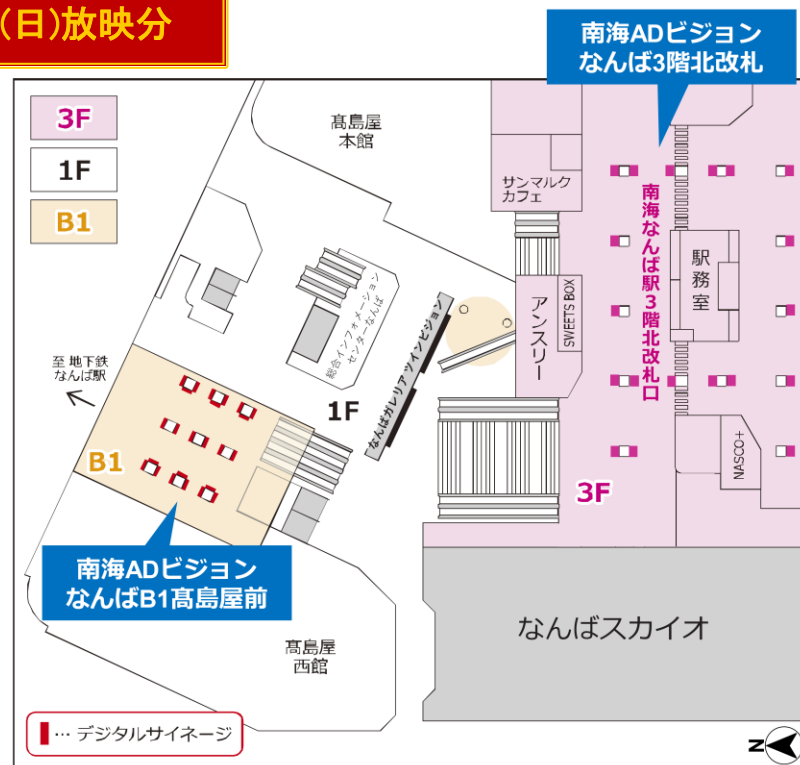 (日)放映分
南海ADビジョン
なんば3階北改札
3F
1F
B1
髙島屋
本館
サンマルク
カフェ
南海なんば駅3階北改札口
駅務室
アンスリー
SWEETS BOX
総合インフォメーション
センターなんば
なんばガレリアツインビジョン
至 地下鉄
なんば駅
1F
B1
NASCO+
3F
南海ADビジョン
なんばB1髙島屋前
なんばスカイオ
髙島屋
西館
… デジタルサイネージ
N